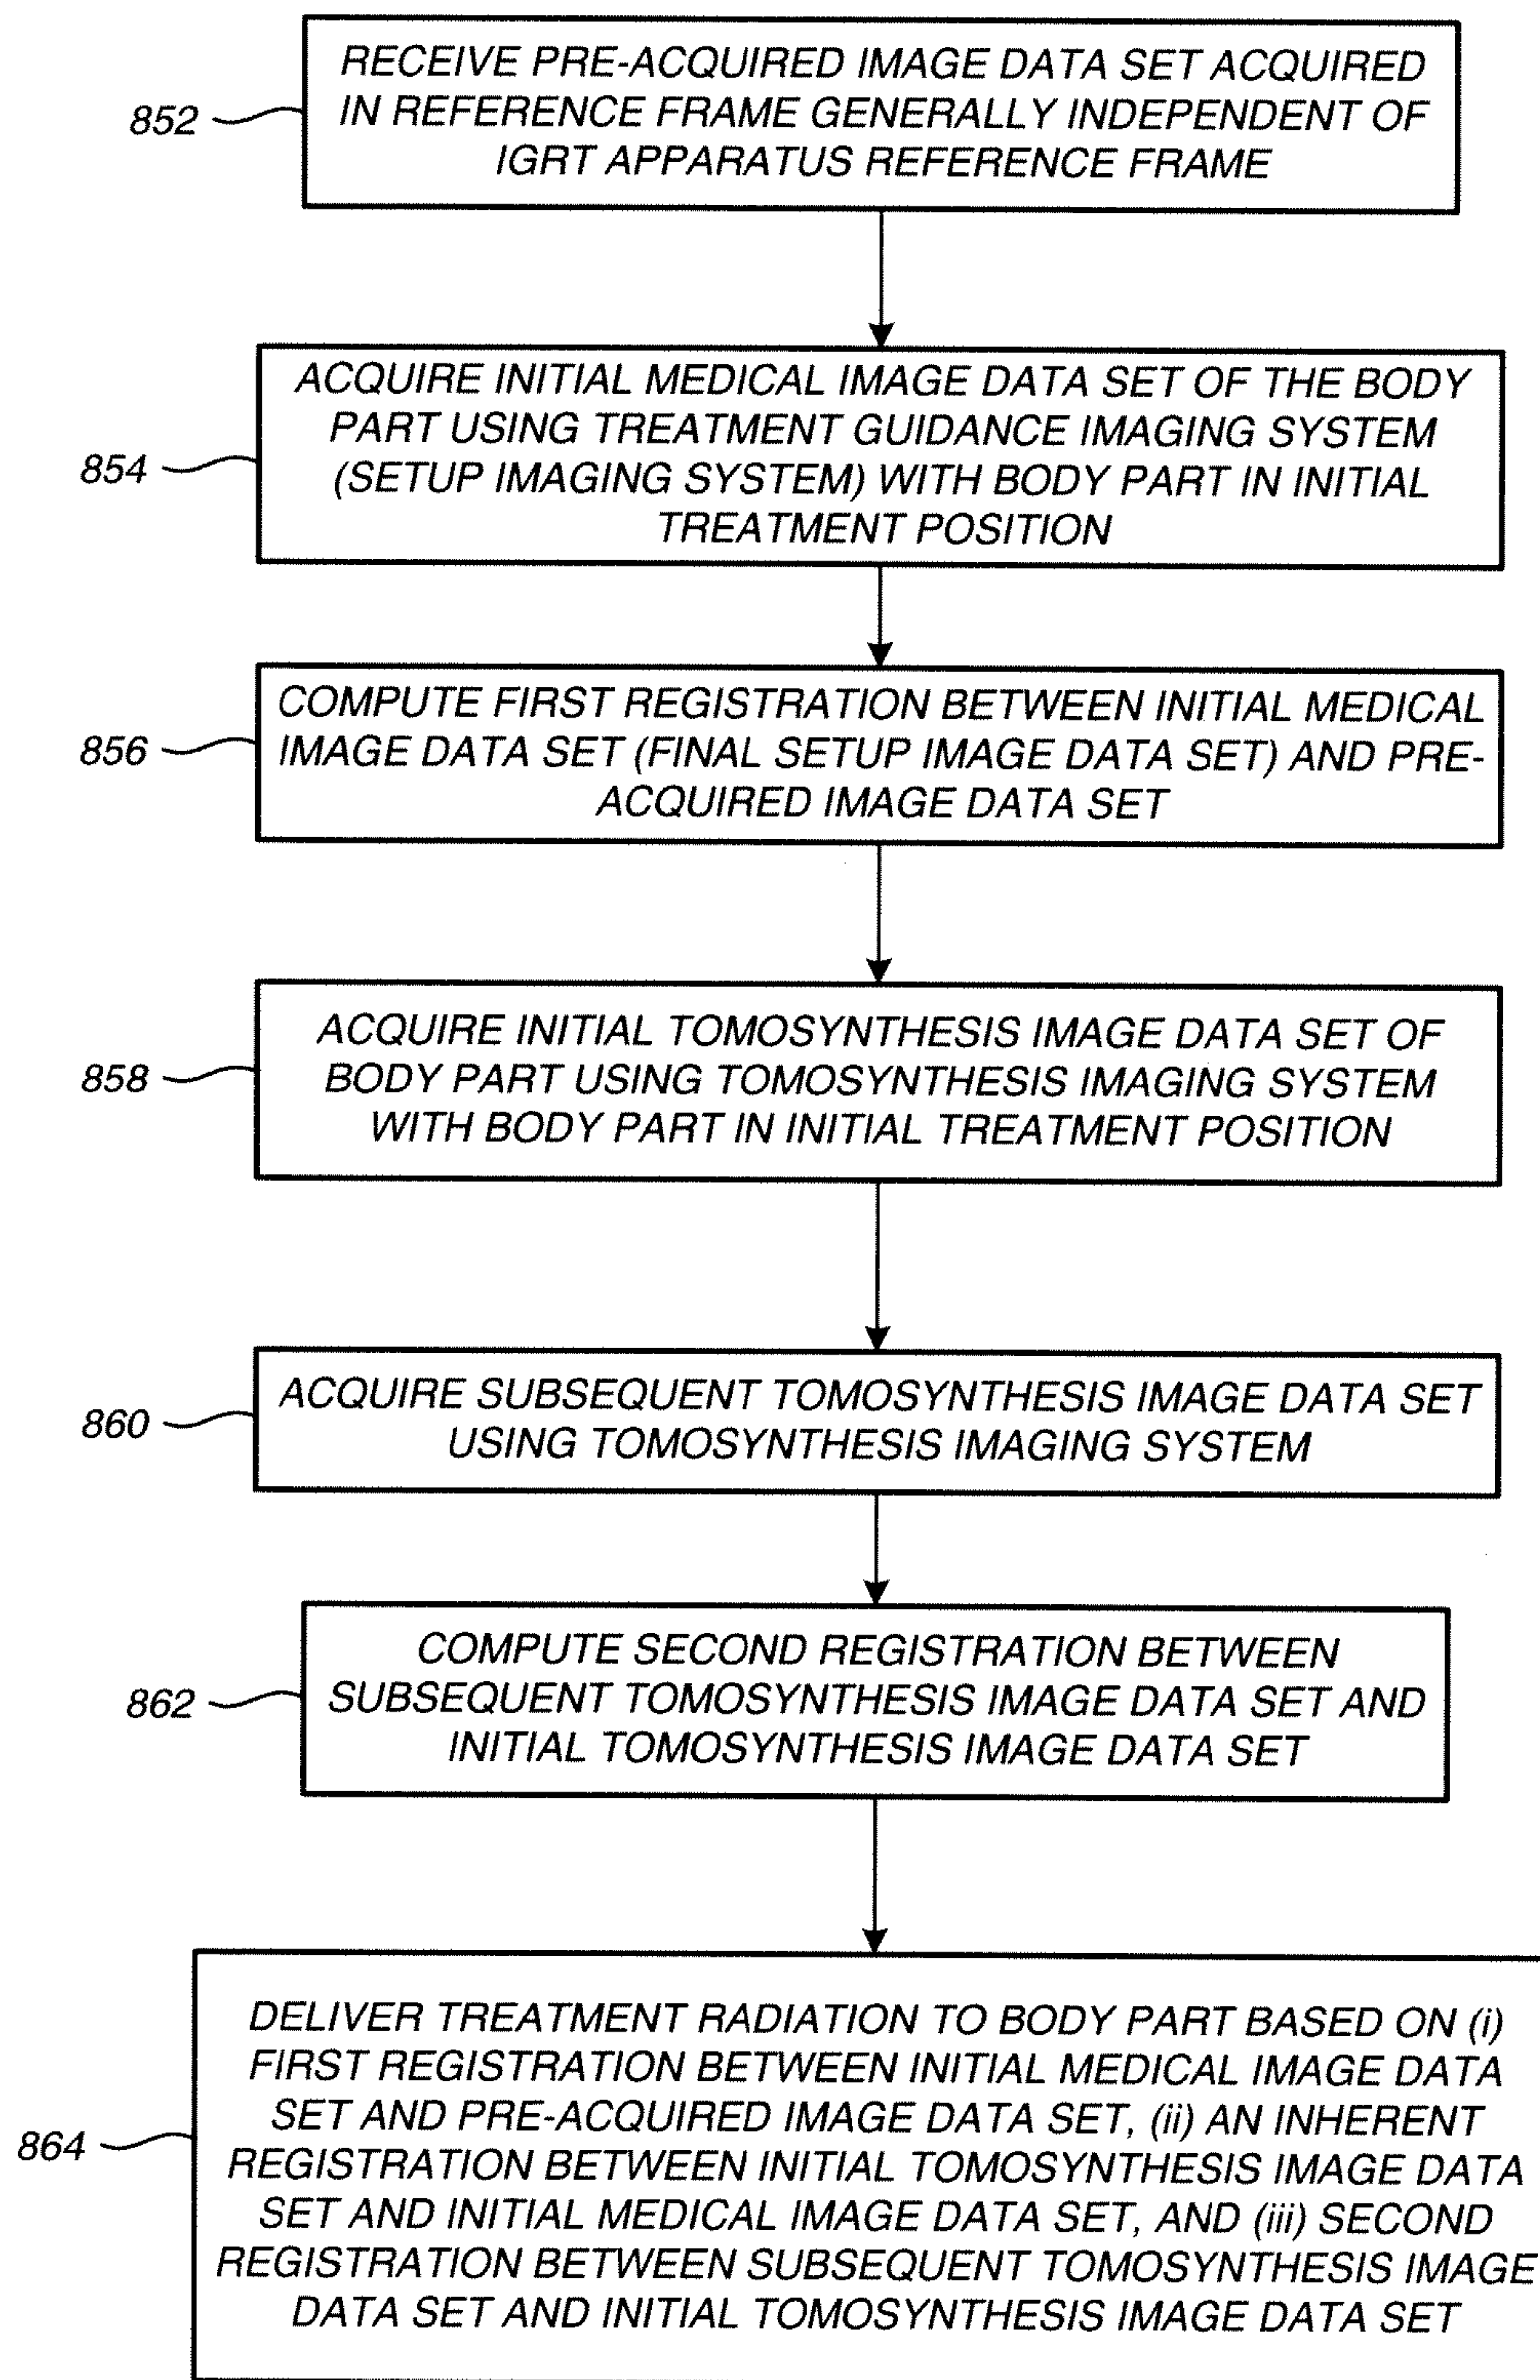 RECEIVE PRE-ACQUIRED IMAGE DATA SET ACQUIRED
IN REFERENCE FRAME GENERALLY INDEPENDENT OF
IGRT APPARATUS REFERENCE FRAME
852
ACQUIRE INITIAL MEDICAL IMAGE DATA SET OF THE BODY
PART USING TREATMENT GUIDANCE IMAGING SYSTEM
(SETUP IMAGING SYSTEM) WITH BODY PART IN INITIAL
TREATMENT POSITION
854
COMPUTE FIRST REGISTRATION BETWEEN INITIAL MEDICAL
IMAGE DATA SET (FINAL SETUP IMAGE DATA SET) AND PRE-
ACQUIRED IMAGE DATA SET
856
ACQUIRE INITIAL TOMOSYNTHESIS IMAGE DATA SET OF
BODY PART USING TOMOSYNTHESIS IMAGING SYSTEM
WITH BODY PART IN INITIAL TREATMENT POSITION
858
ACQUIRE SUBSEQUENT TOMOSYNTHESIS IMAGE DATA SET
USING TOMOSYNTHESIS IMAGING SYSTEM
860
COMPUTE SECOND REGISTRATION BETWEEN
SUBSEQUENT TOMOSYNTHESIS IMAGE DATA SET AND
INITIAL TOMOSYNTHESIS IMAGE DATA SET
862
DELIVER TREATMENT RADIATION TO BODY PART BASED ON (i)
FIRST REGISTRATION BETWEEN INITIAL MEDICAL IMAGE DATA
SET AND PRE-ACQUIRED IMAGE DATA SET, (ii) AN INHERENT
REGISTRATION BETWEEN INITIAL TOMOSYNTHESIS IMAGE DATA
SET AND INITIAL MEDICAL IMAGE DATA SET, AND (iii) SECOND
REGISTRATION BETWEEN SUBSEQUENT TOMOSYNTHESIS IMAGE
DATA SET AND INITIAL TOMOSYNTHESIS IMAGE DATA SET
864